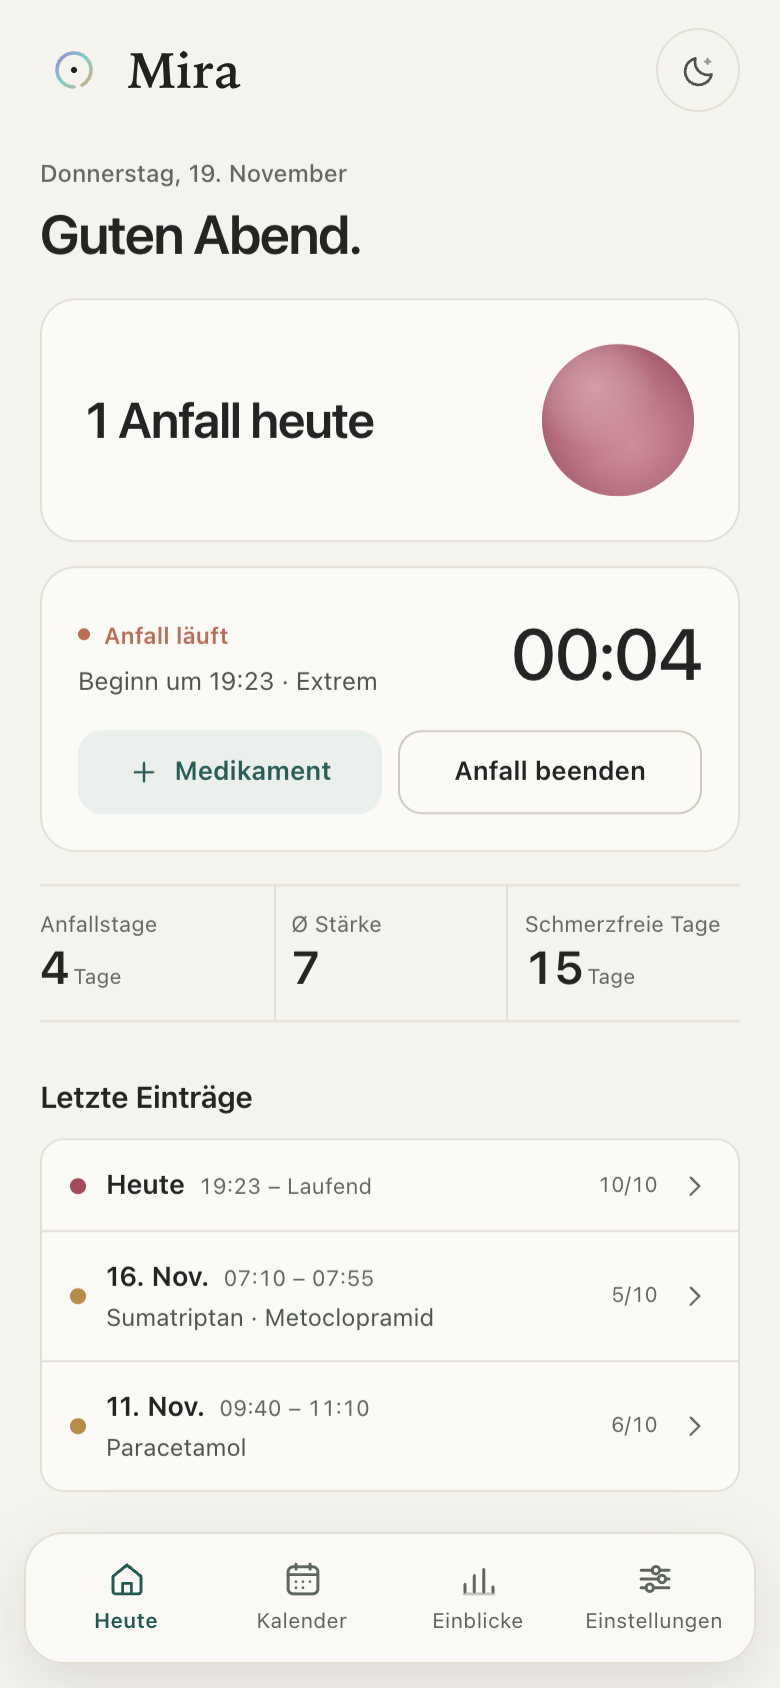 Mira
Donnerstag, 19. November
Guten Abend.
1 Anfall heute
Anfall läuft
00:04
Beginn um 19:23 · Extrem
+ Medikament
Anfall beenden
Anfallstage
4 Tage
Ø Stärke
7
Schmerzfreie Tage
15 Tage
Letzte Einträge
Heute 19:23 – Laufend 10/10
16. Nov. 07:10 – 07:55 5/10
Sumatriptan · Metoclopramid
11. Nov. 09:40 – 11:10 6/10
Paracetamol
Heute
Kalender
Einblicke
Einstellungen